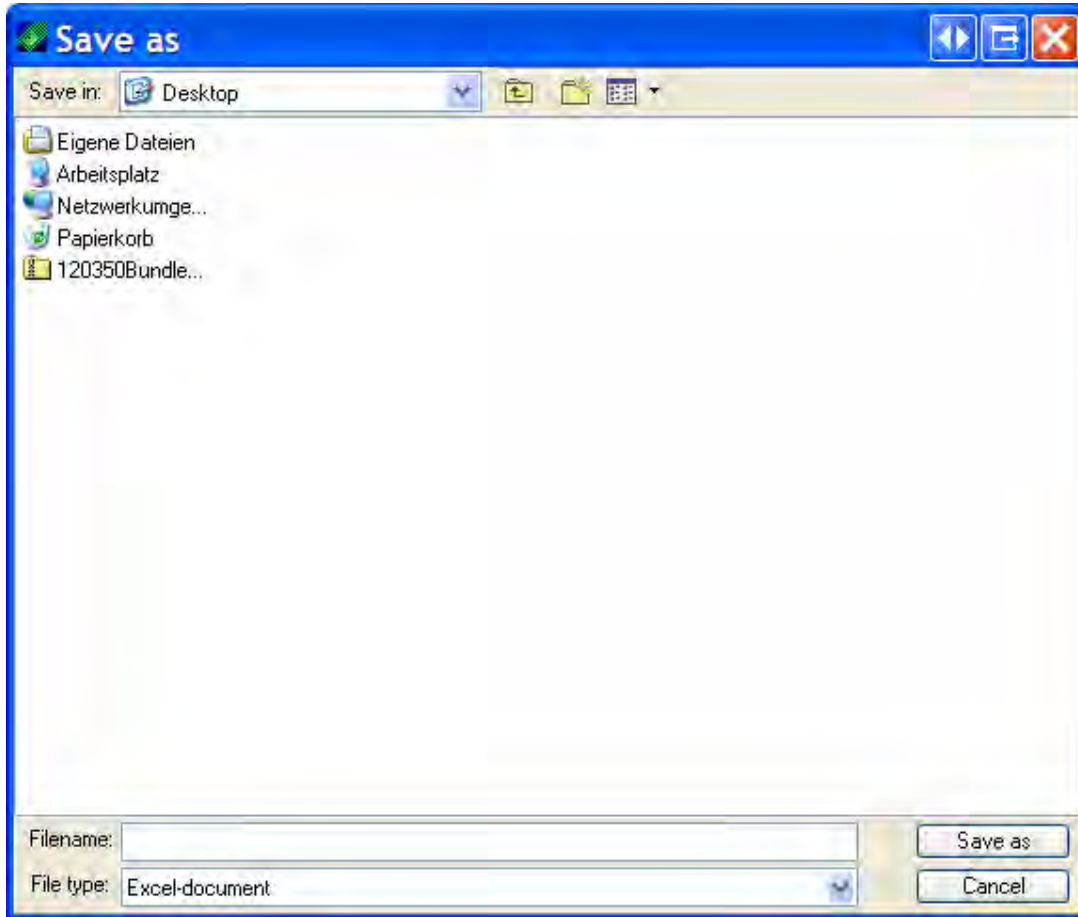 Save as
Save in: Desktop
Eigene Dateien
Arbeitsplatz
Netzwerkumge...
Papierkorb
120350Bundle...
Filename:
Save as
File type: Excel-document
Cancel